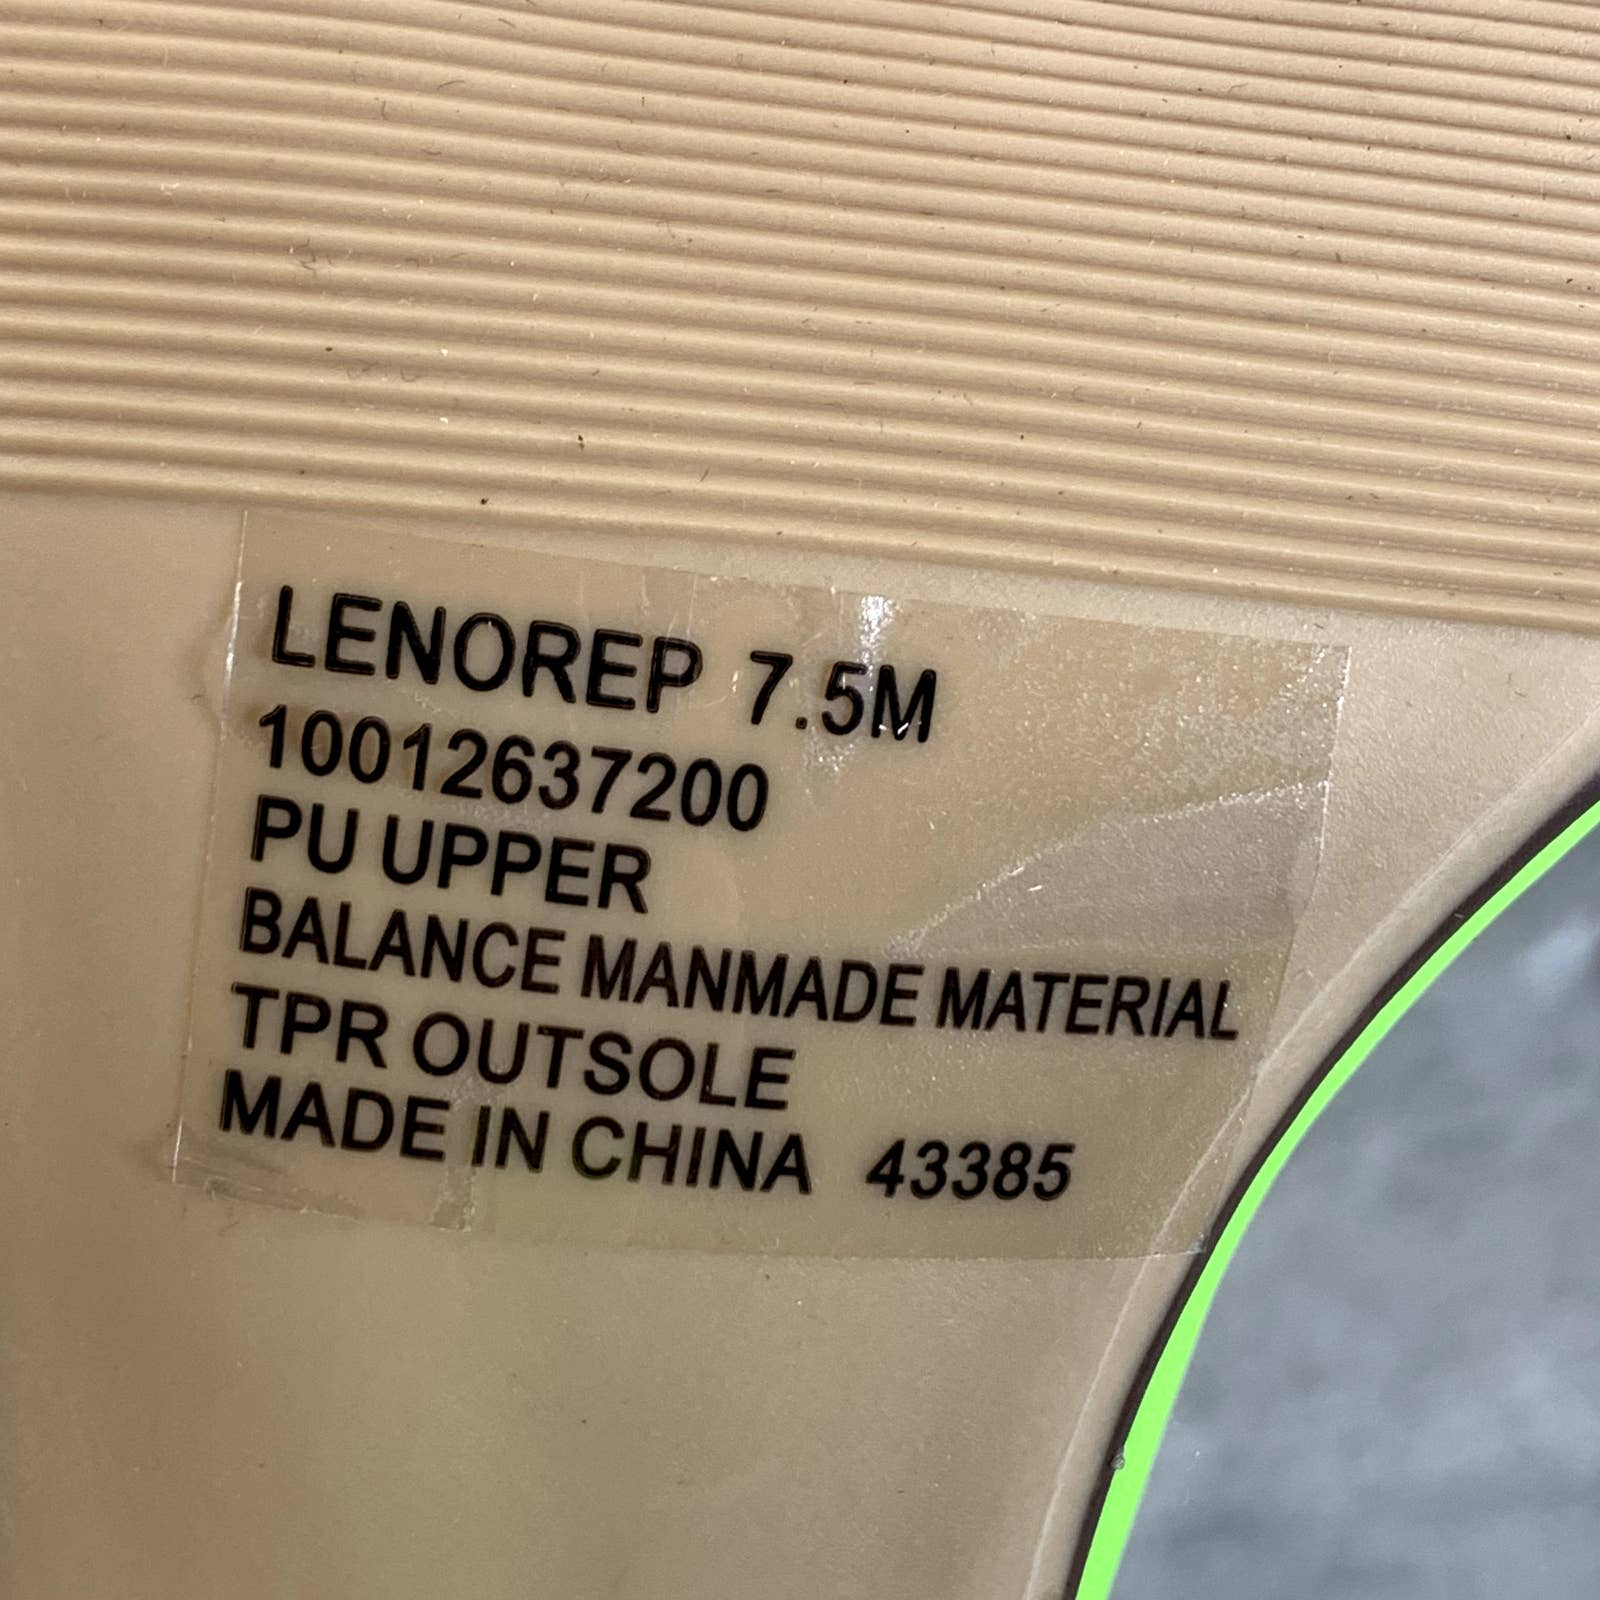 LENOREP 7.5M
10012637200
PU UPPER
BALANCE MANMADE MATERIAL
TPR OUTSOLE
MADE IN CHINA 43385